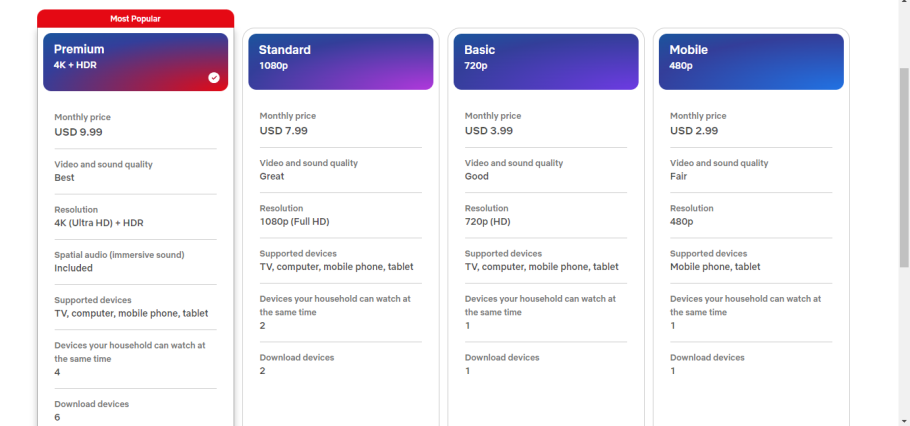 Most Popular
Premium
4K + HDR
Monthly price
USD 9.99
Video and sound quality
Best
Resolution
4K (Ultra HD) + HDR
Spatial audio (immersive sound)
Included
Supported devices
TV, computer, mobile phone, tablet
Devices your household can watch at
the same time
4
Download devices
6
Standard
1080p
Monthly price
USD 7.99
Video and sound quality
Great
Resolution
1080p (Full HD)
Supported devices
TV, computer, mobile phone, tablet
Devices your household can watch at
the same time
2
Download devices
2
Basic
720p
Monthly price
USD 3.99
Video and sound quality
Good
Resolution
720p (HD)
Supported devices
TV, computer, mobile phone, tablet
Devices your household can watch at
the same time
1
Download devices
1
Mobile
480p
Monthly price
USD 2.99
Video and sound quality
Fair
Resolution
480p
Supported devices
Mobile phone, tablet
Devices your household can watch at
the same time
1
Download devices
1